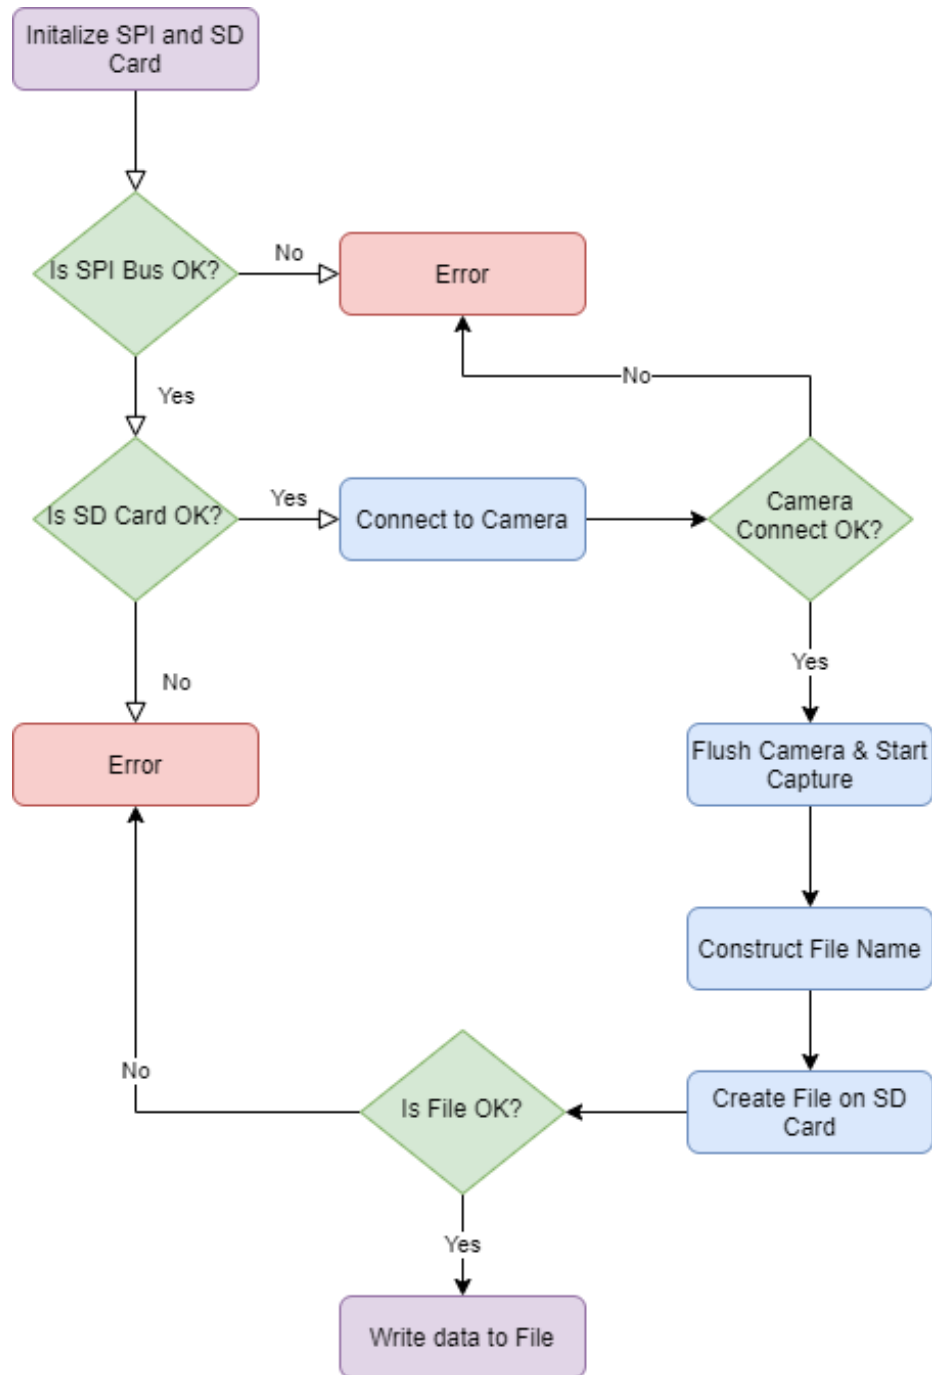 Initalize SPI and SD
Card
Is SPI Bus OK?
No
Error
Yes
No
Is SD Card OK?
Yes
Connect to Camera
Camera
Connect OK?
No
Yes
Error
Flush Camera & Start
Capture
Construct File Name
Create File on SD
Card
Is File OK?
No
Yes
Write data to File